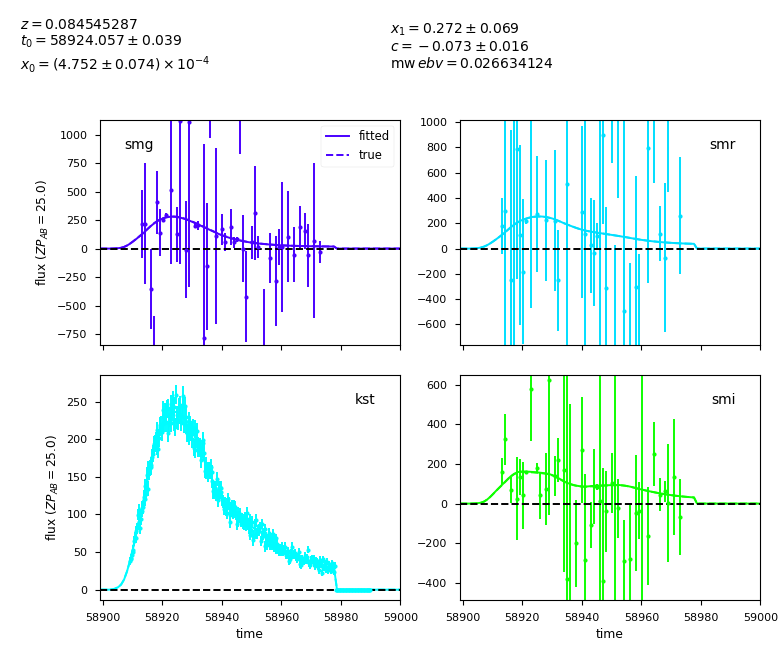 z = 0.084545287
t₀ = 58924.057 ± 0.039
x₀ = (4.752 ± 0.074) × 10⁻⁴
x₁ = 0.272 ± 0.069
c = −0.073 ± 0.016
mw ebv = 0.026634124
smg
fitted
true
1000
750
500
250
0
−250
−500
−750
flux (ZP_AB = 25.0)
smr
1000
800
600
400
200
0
−200
−400
−600
kst
250
200
150
100
50
0
flux (ZP_AB = 25.0)
58900 58920 58940 58960 58980 59000
time
smi
600
400
200
0
−200
−400
58900 58920 58940 58960 58980 59000
time